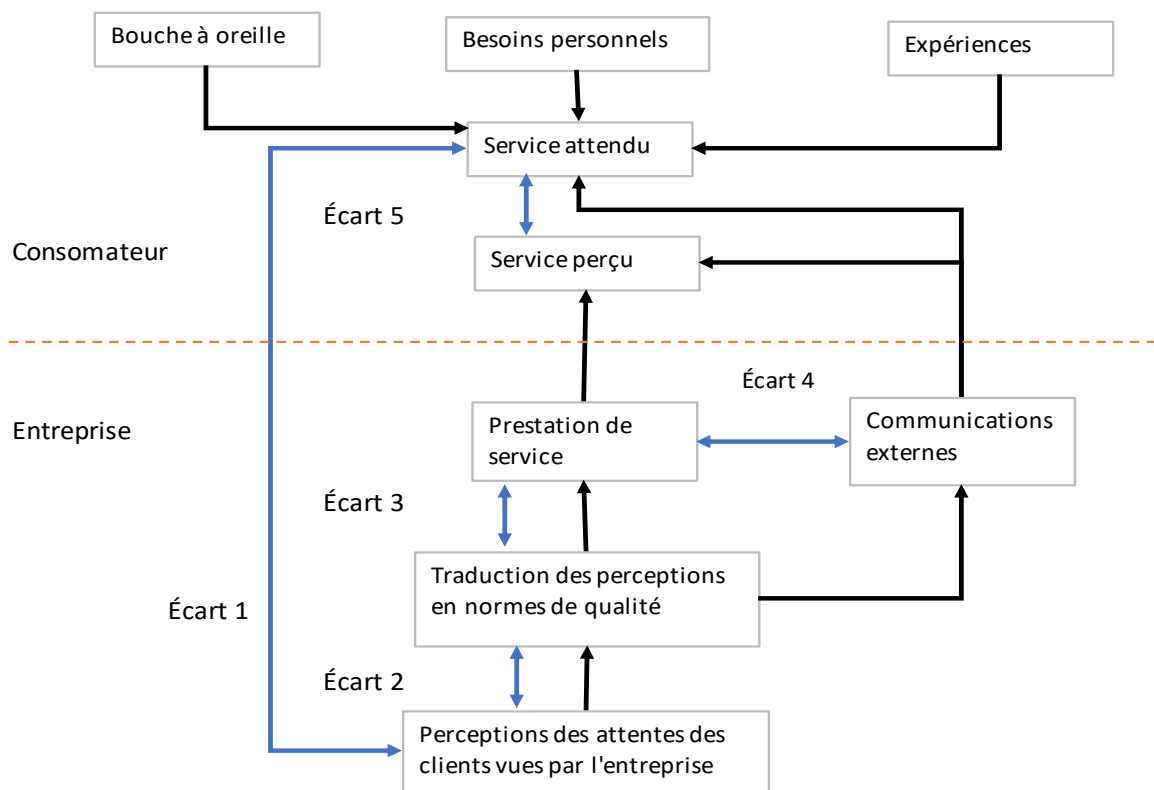 Bouche à oreille
Besoins personnels
Expériences
Service attendu
Écart 5
Consomateur
Service perçu
Écart 4
Entreprise
Prestation de
service
Communications
externes
Écart 3
Traduction des perceptions
en normes de qualité
Écart 1
Écart 2
Perceptions des attentes des
clients vues par l'entreprise